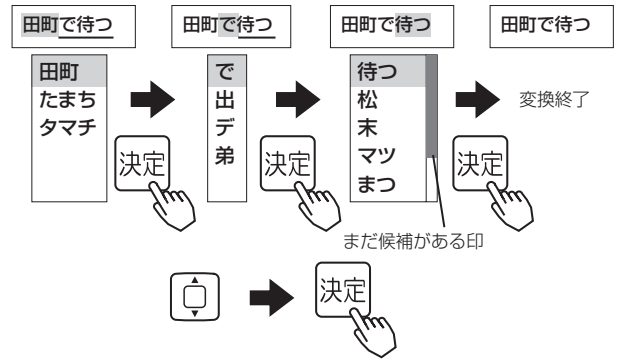 田町で待つ
田町で待つ
田町で待つ
田町で待つ
田町
たまち
タマチ
決定
で
出
デ
弟
決定
待つ
松
末
マツ
まつ
決定
変換終了
まだ候補がある印
決定